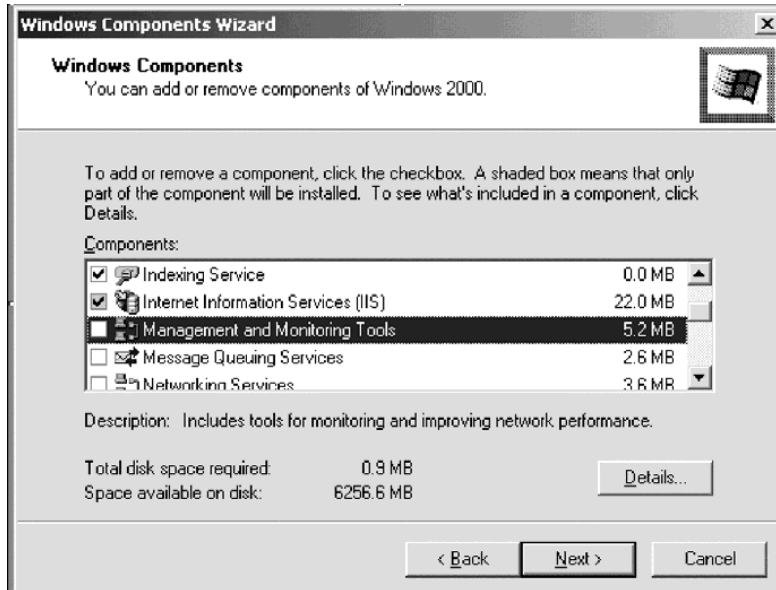 Windows Components Wizard
Windows Components
You can add or remove components of Windows 2000.
To add or remove a component, click the checkbox. A shaded box means that only
part of the component will be installed. To see what's included in a component, click
Details.
Components:
Indexing Service 0.0 MB
Internet Information Services (IIS) 22.0 MB
Management and Monitoring Tools 5.2 MB
Message Queuing Services 2.6 MB
Networking Services 3.6 MB
Description: Includes tools for monitoring and improving network performance.
Total disk space required: 0.9 MB
Space available on disk: 6256.6 MB
Details...
< Back Next > Cancel